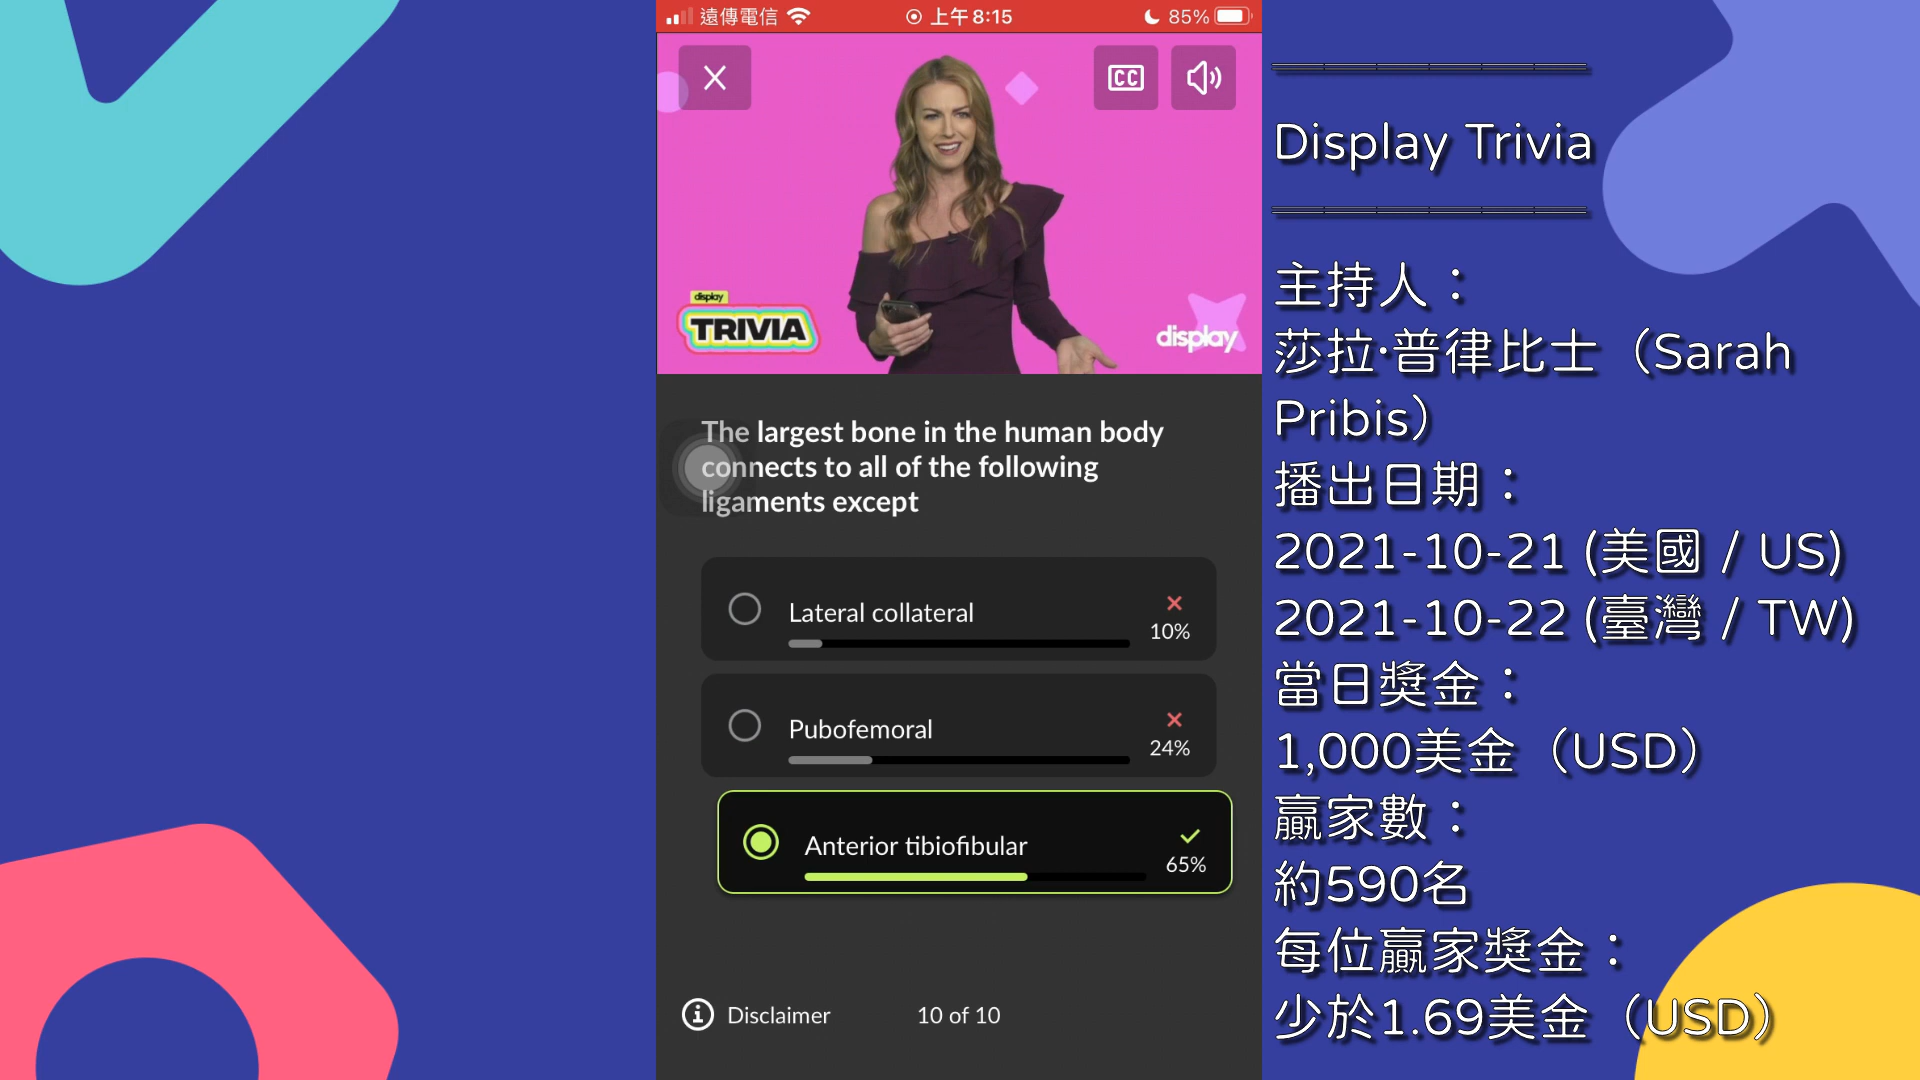 遠傳電信
上午8:15
85%
CC
display
TRIVIA
display
The largest bone in the human body
connects to all of the following
ligaments except
Lateral collateral
10%
Pubofemoral
24%
Anterior tibiofibular
65%
Disclaimer
10 of 10
Display Trivia
主持人：
莎拉·普律比士（Sarah
Pribis）
播出日期：
2021-10-21 (美國 / US)
2021-10-22 (臺灣 / TW)
當日獎金：
1,000美金（USD）
贏家數：
約590名
每位贏家獎金：
少於1.69美金（USD）